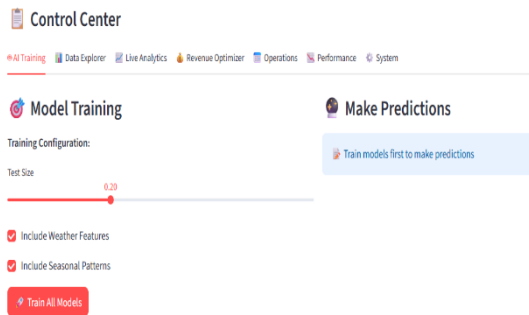 Control Center
AI Training Data Explorer Live Analytics Revenue Optimizer Operations Performance System
Model Training
Training Configuration:
Test Size
0.20
Include Weather Features
Include Seasonal Patterns
Train All Models
Make Predictions
Train models first to make predictions